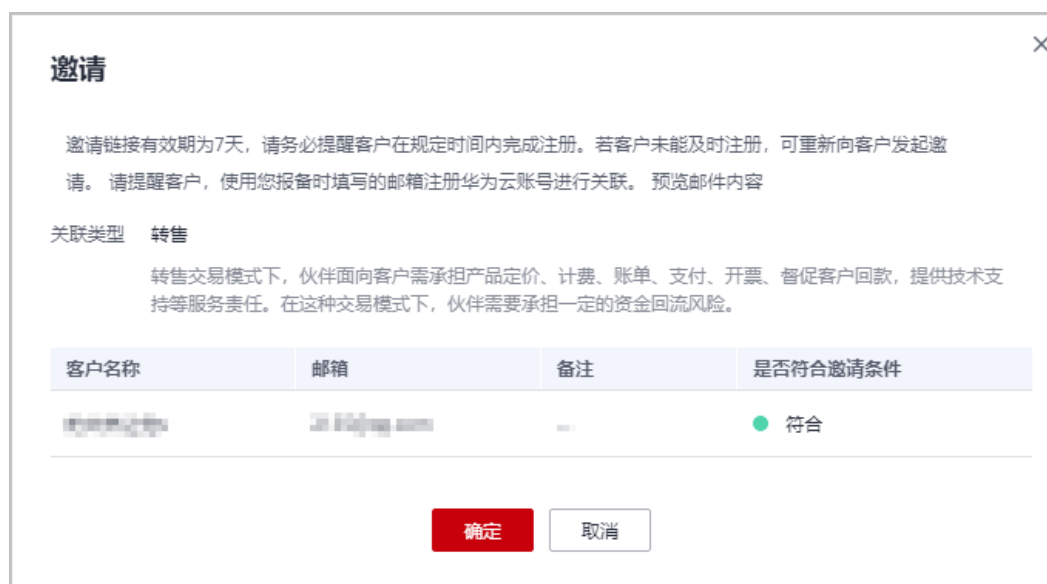 邀请
邀请链接有效期为7天，请务必提醒客户在规定时间内完成注册。若客户未能及时注册，可重新向客户发起邀
请。 请提醒客户，使用您报备时填写的邮箱注册华为云账号进行关联。 预览邮件内容
关联类型 转售
转售交易模式下，伙伴面向客户需承担产品定价、计费、账单、支付、开票、督促客户回款，提供技术支
持等服务责任。在这种交易模式下，伙伴需要承担一定的资金回流风险。
客户名称 邮箱 备注 是否符合邀请条件
符合
确定 取消